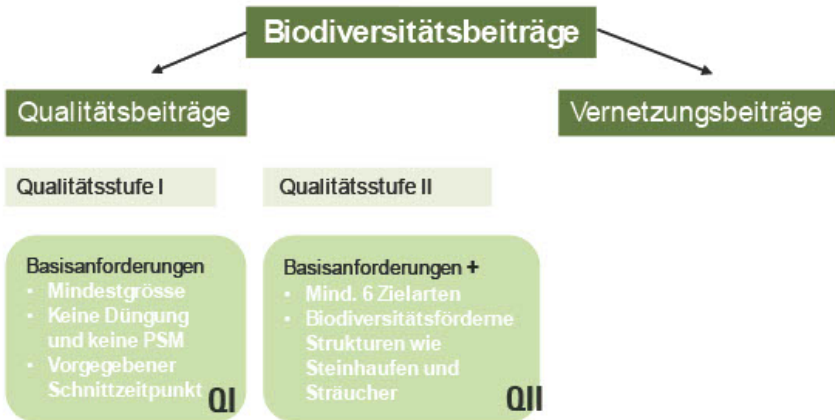 Biodiversitätsbeiträge
Qualitätsbeiträge
Vernetzungsbeiträge
Qualitätsstufe I
Qualitätsstufe II
Basisanforderungen
• Mindestgrösse
• Keine Düngung
und keine PSM
• Vorgegebener
Schnittzeitpunkt
QI
Basisanforderungen +
• Mind. 6 Zielarten
• Biodiversitätsförderne
Strukturen wie
Steinhaufen und
Sträucher
QII